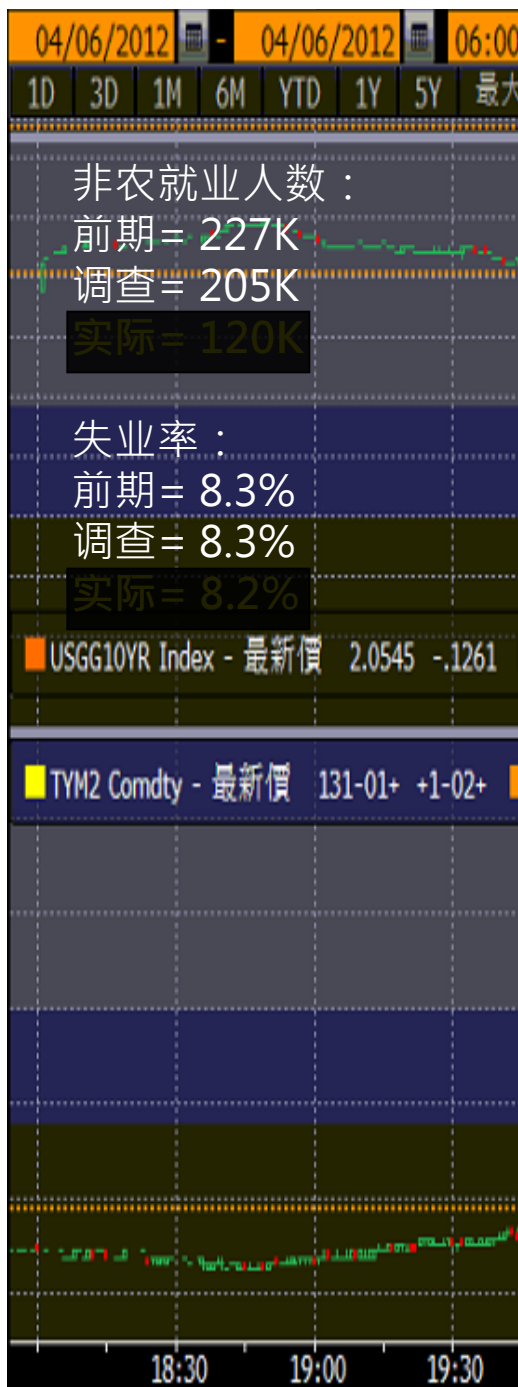 04/06/2012 - 04/06/2012 06:00
1D 3D 1M 6M YTD 1Y 5Y 最大
非农就业人数：
前期= 227K
调查= 205K
实际= 120K
失业率：
前期= 8.3%
调查= 8.3%
实际= 8.2%
USGG10YR Index - 最新價 2.0545 -.1261
TYM2 Comdty - 最新價 131-01+ +1-02+
18:30 19:00 19:30